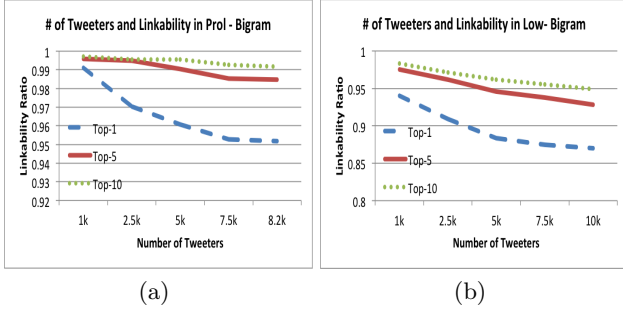 # of Tweeters and Linkability in Prol - Bigram
Linkability Ratio
1
0.99
0.98
0.97
0.96
0.95
0.94
0.93
0.92
Top-1
Top-5
Top-10
1k 2.5k 5k 7.5k 8.2k
Number of Tweeters
(a)
# of Tweeters and Linkability in Low- Bigram
Linkability Ratio
1
0.95
0.9
0.85
0.8
Top-1
Top-5
Top-10
1k 2.5k 5k 7.5k 10k
Number of Tweeters
(b)